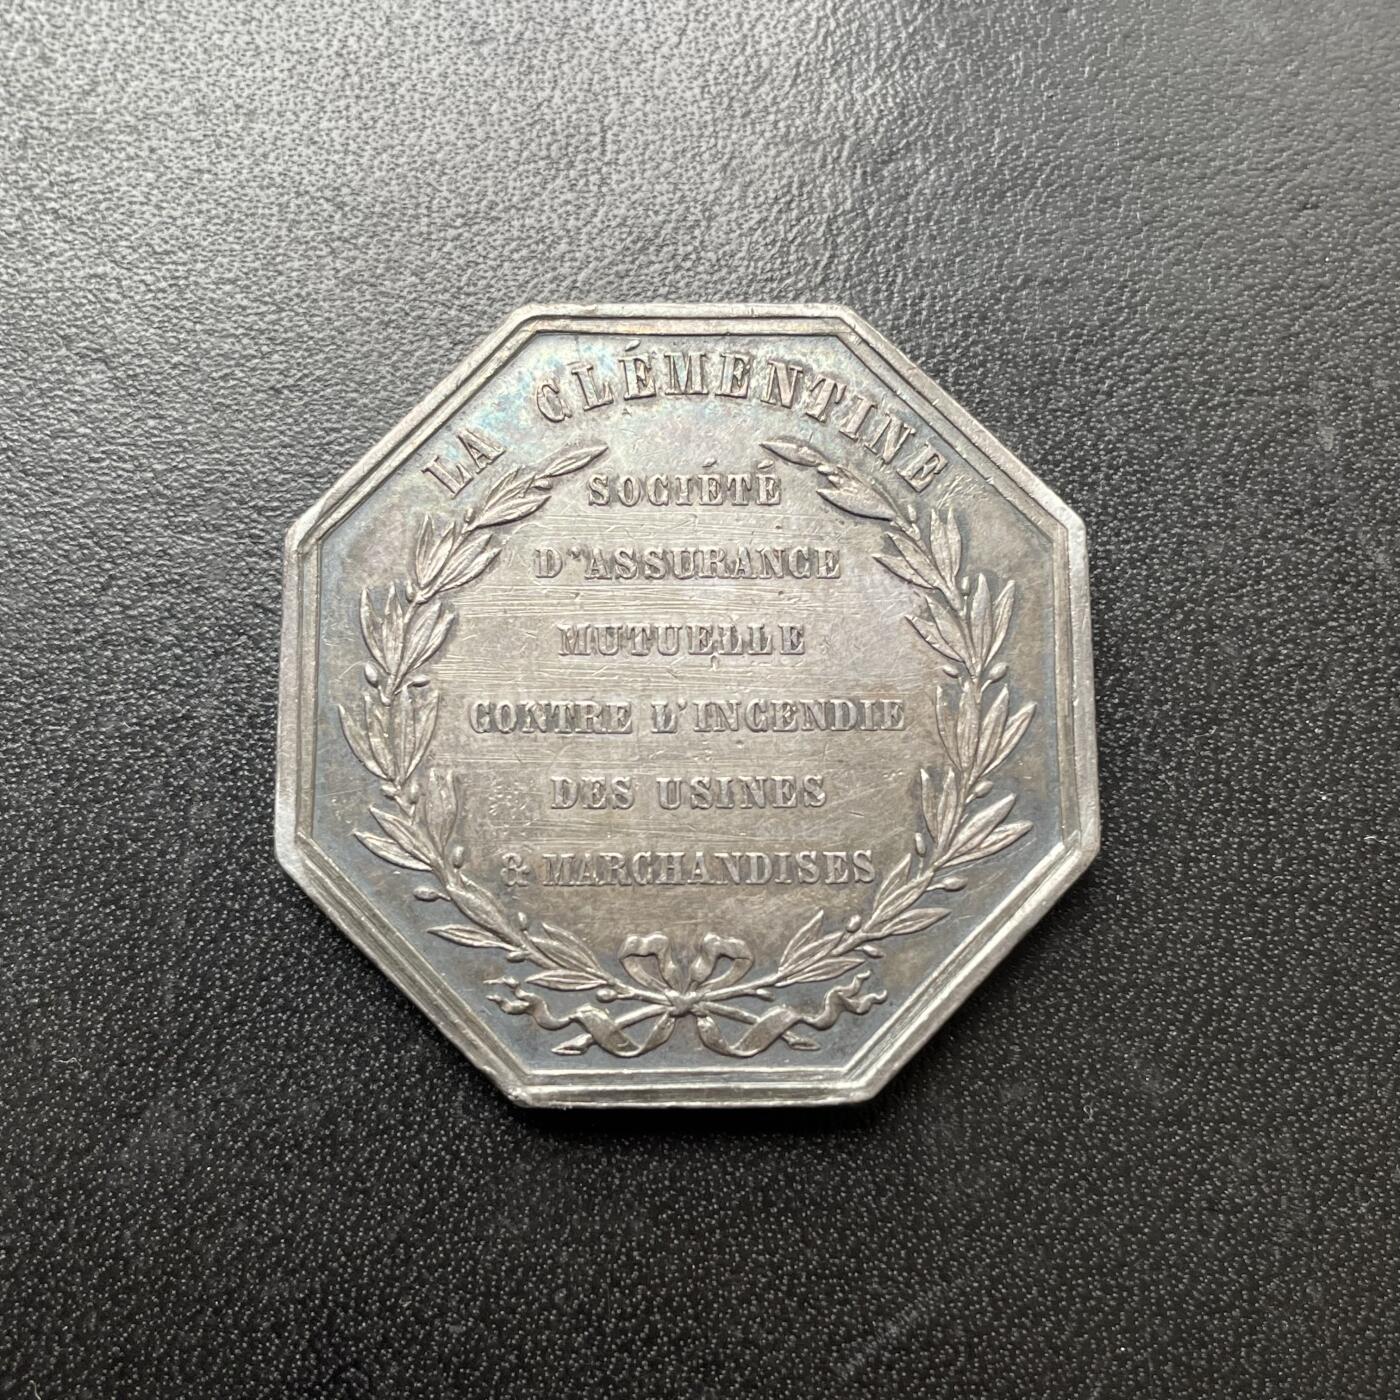 LA CLÉMENTINE
SOCIÉTÉ
D'ASSURANCE
MUTUELLE
CONTRE L'INCENDIE
DES USINES
& MARCHANDISES